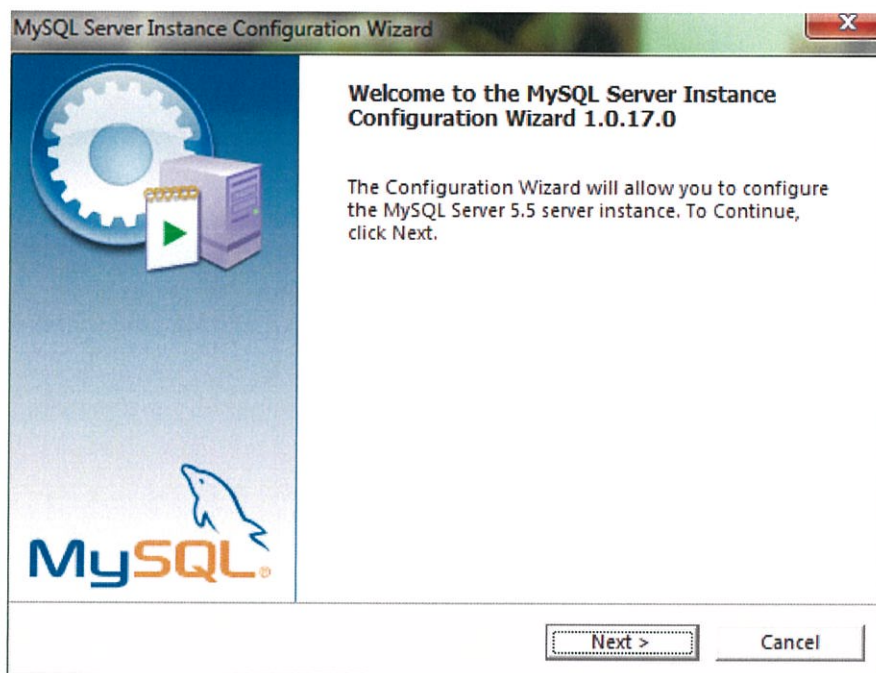 MySQL Server Instance Configuration Wizard
X
Welcome to the MySQL Server Instance
Configuration Wizard 1.0.17.0
The Configuration Wizard will allow you to configure
the MySQL Server 5.5 server instance. To Continue,
click Next.
MySQL®
Next >
Cancel